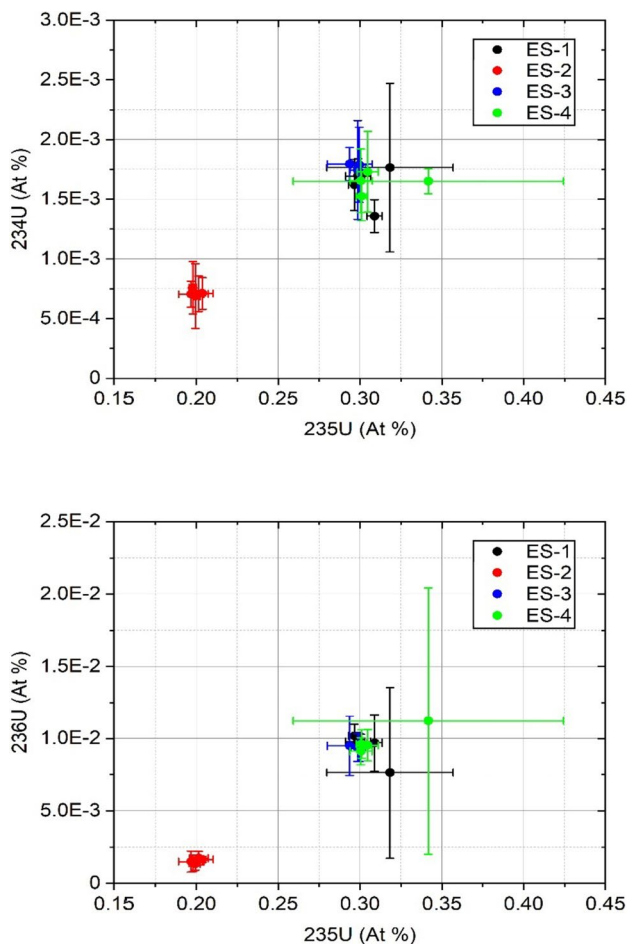 3.0E-3
2.5E-3
2.0E-3
1.5E-3
1.0E-3
5.0E-4
0
234U (At %)
ES-1
ES-2
ES-3
ES-4
0.15 0.20 0.25 0.30 0.35 0.40 0.45
235U (At %)
2.5E-2
2.0E-2
1.5E-2
1.0E-2
5.0E-3
0
236U (At %)
ES-1
ES-2
ES-3
ES-4
0.15 0.20 0.25 0.30 0.35 0.40 0.45
235U (At %)